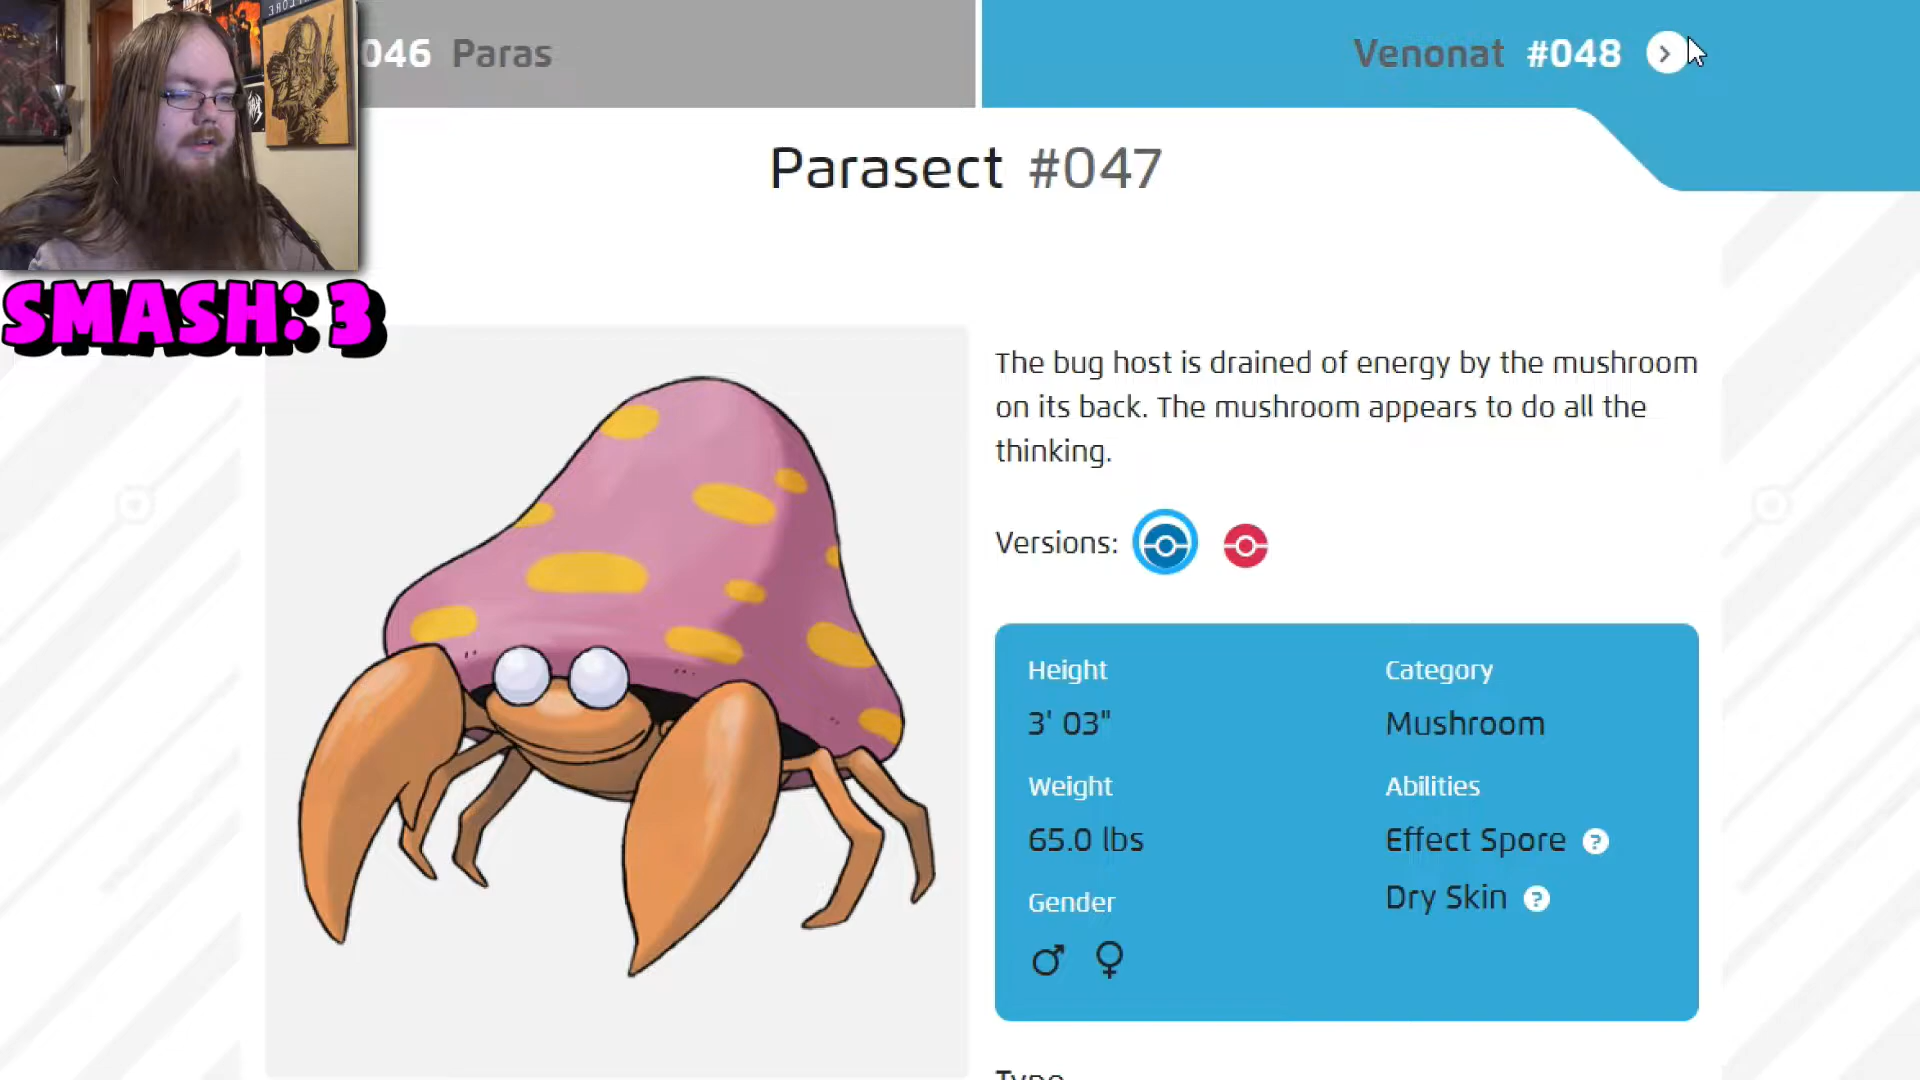 046 Paras
Venonat #048
Parasect #047
SMASH: 3
The bug host is drained of energy by the mushroom
on its back. The mushroom appears to do all the
thinking.
Versions:
Height
3' 03"
Weight
65.0 lbs
Gender
Category
Mushroom
Abilities
Effect Spore ?
Dry Skin ?
Type